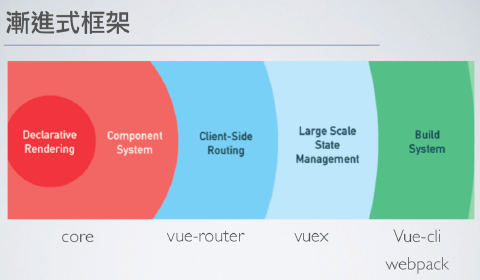 漸進式框架
Declarative
Rendering
Component
System
Client-Side
Routing
Large Scale
State
Management
Build
System
core
vue-router
vuex
Vue-cli
webpack